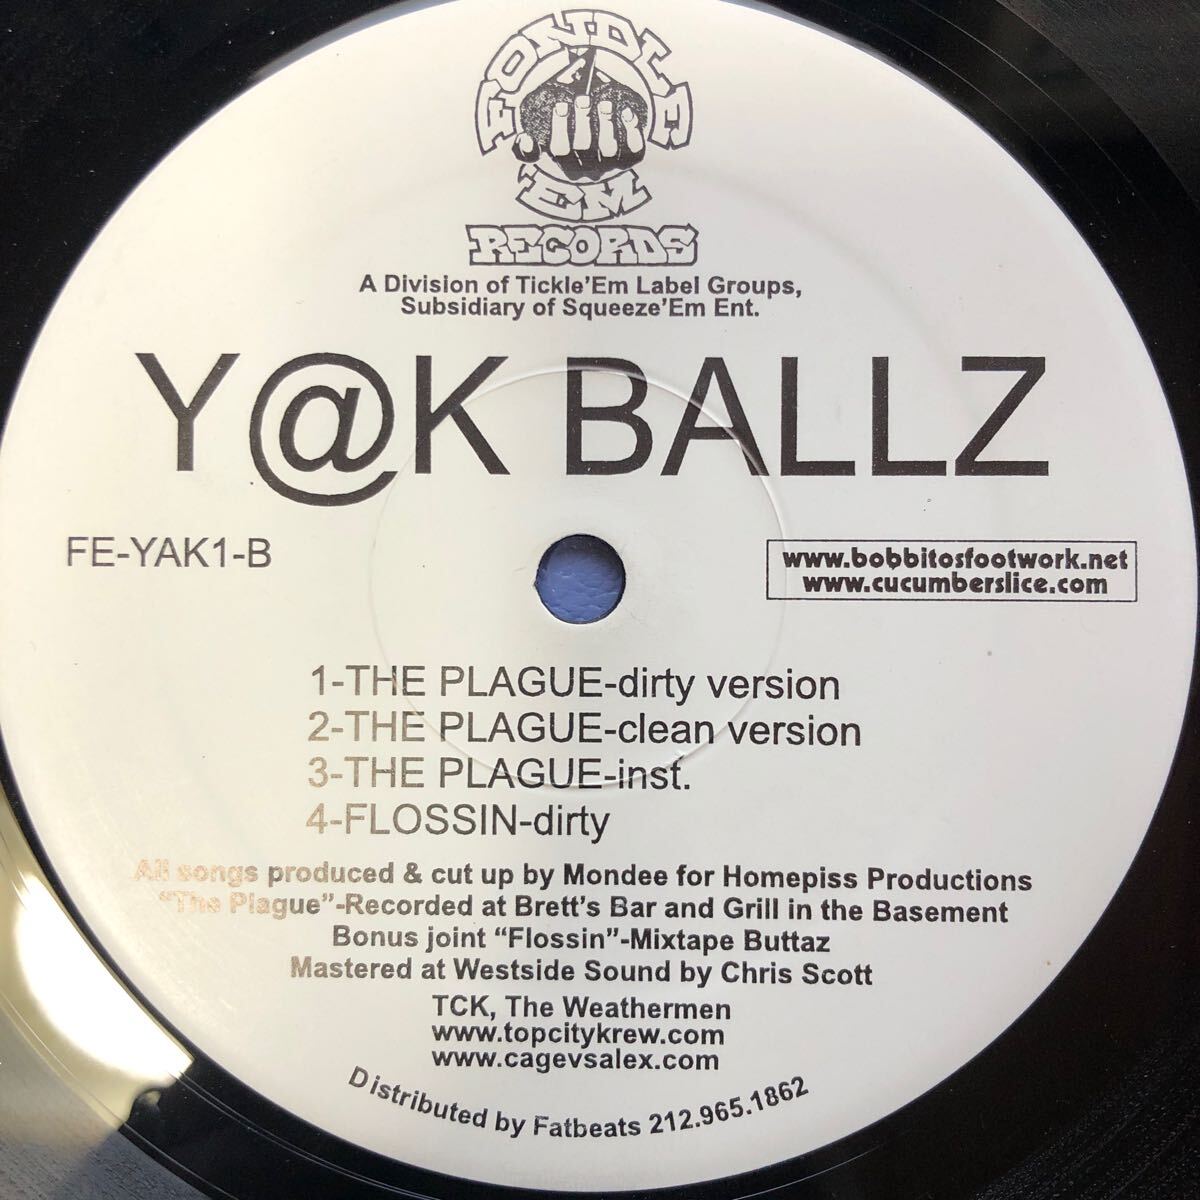 FONDLE
'EM
RECORDS
A Division of Tickle'Em Label Groups,
Subsidiary of Squeeze'Em Ent.
Y@K BALLZ
FE-YAK1-B
www.bobbitosfootwork.net
www.cucumberslice.com
1-THE PLAGUE-dirty version
2-THE PLAGUE-clean version
3-THE PLAGUE-inst.
4-FLOSSIN-dirty
All songs produced & cut up by Mondee for Homepiss Productions
"The Plague"-Recorded at Brett's Bar and Grill in the Basement
Bonus joint "Flossin"-Mixtape Buttaz
Mastered at Westside Sound by Chris Scott
TCK, The Weathermen
www.topcitykrew.com
www.cagevsalex.com
Distributed by Fatbeats 212.965.1862